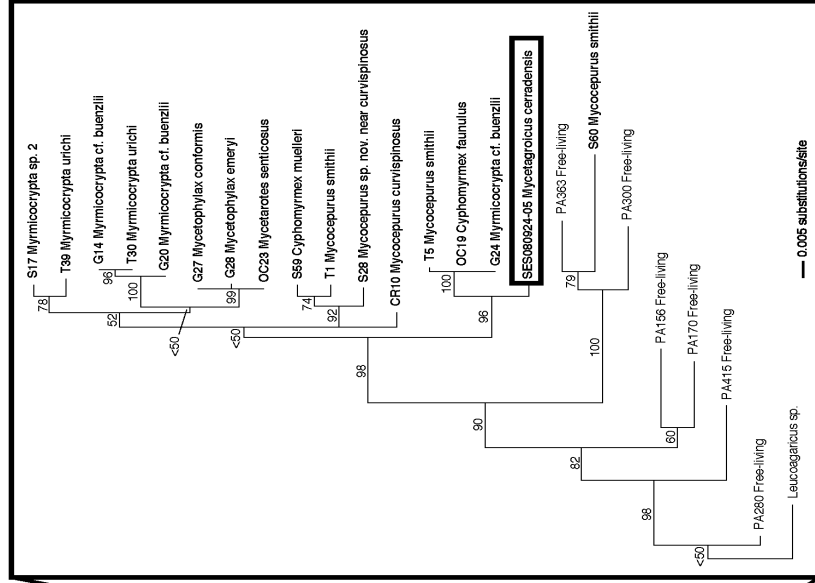 S17 Myrmicocrypta sp. 2
78
T39 Myrmicocrypta urichi
52
G14 Myrmicocrypta cf. buenzlii
96
T30 Myrmicocrypta urichi
100
G20 Myrmicocrypta cf. buenzlii
<50
G27 Mycetophylax conformis
G28 Mycetophylax emeryi
99
OC23 Mycetarotes senticosus
<50
S59 Cyphomyrmex muelleri
74
T1 Mycocepurus smithii
92
S28 Mycocepurus sp. nov. near curvispinosus
CR10 Mycocepurus curvispinosus
98
T5 Mycocepurus smithii
100
OC19 Cyphomyrmex faunulus
G24 Myrmicocrypta cf. buenzlii
96
SES080924-05 Mycetagroicus cerradensis
90
PA363 Free-living
79
S60 Mycocepurus smithii
100
PA300 Free-living
82
PA156 Free-living
60
PA170 Free-living
98
PA415 Free-living
PA280 Free-living
<50
Leucoagaricus sp.
0.005 substitutions/site